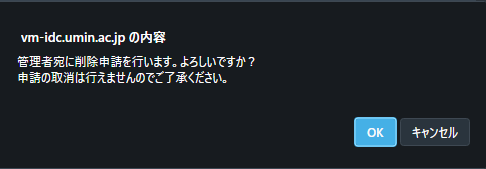 vm-idc.umin.ac.jp の内容
管理者宛に削除申請を行います。よろしいですか？
申請の取消は行えませんのでご了承ください。
OK
キャンセル